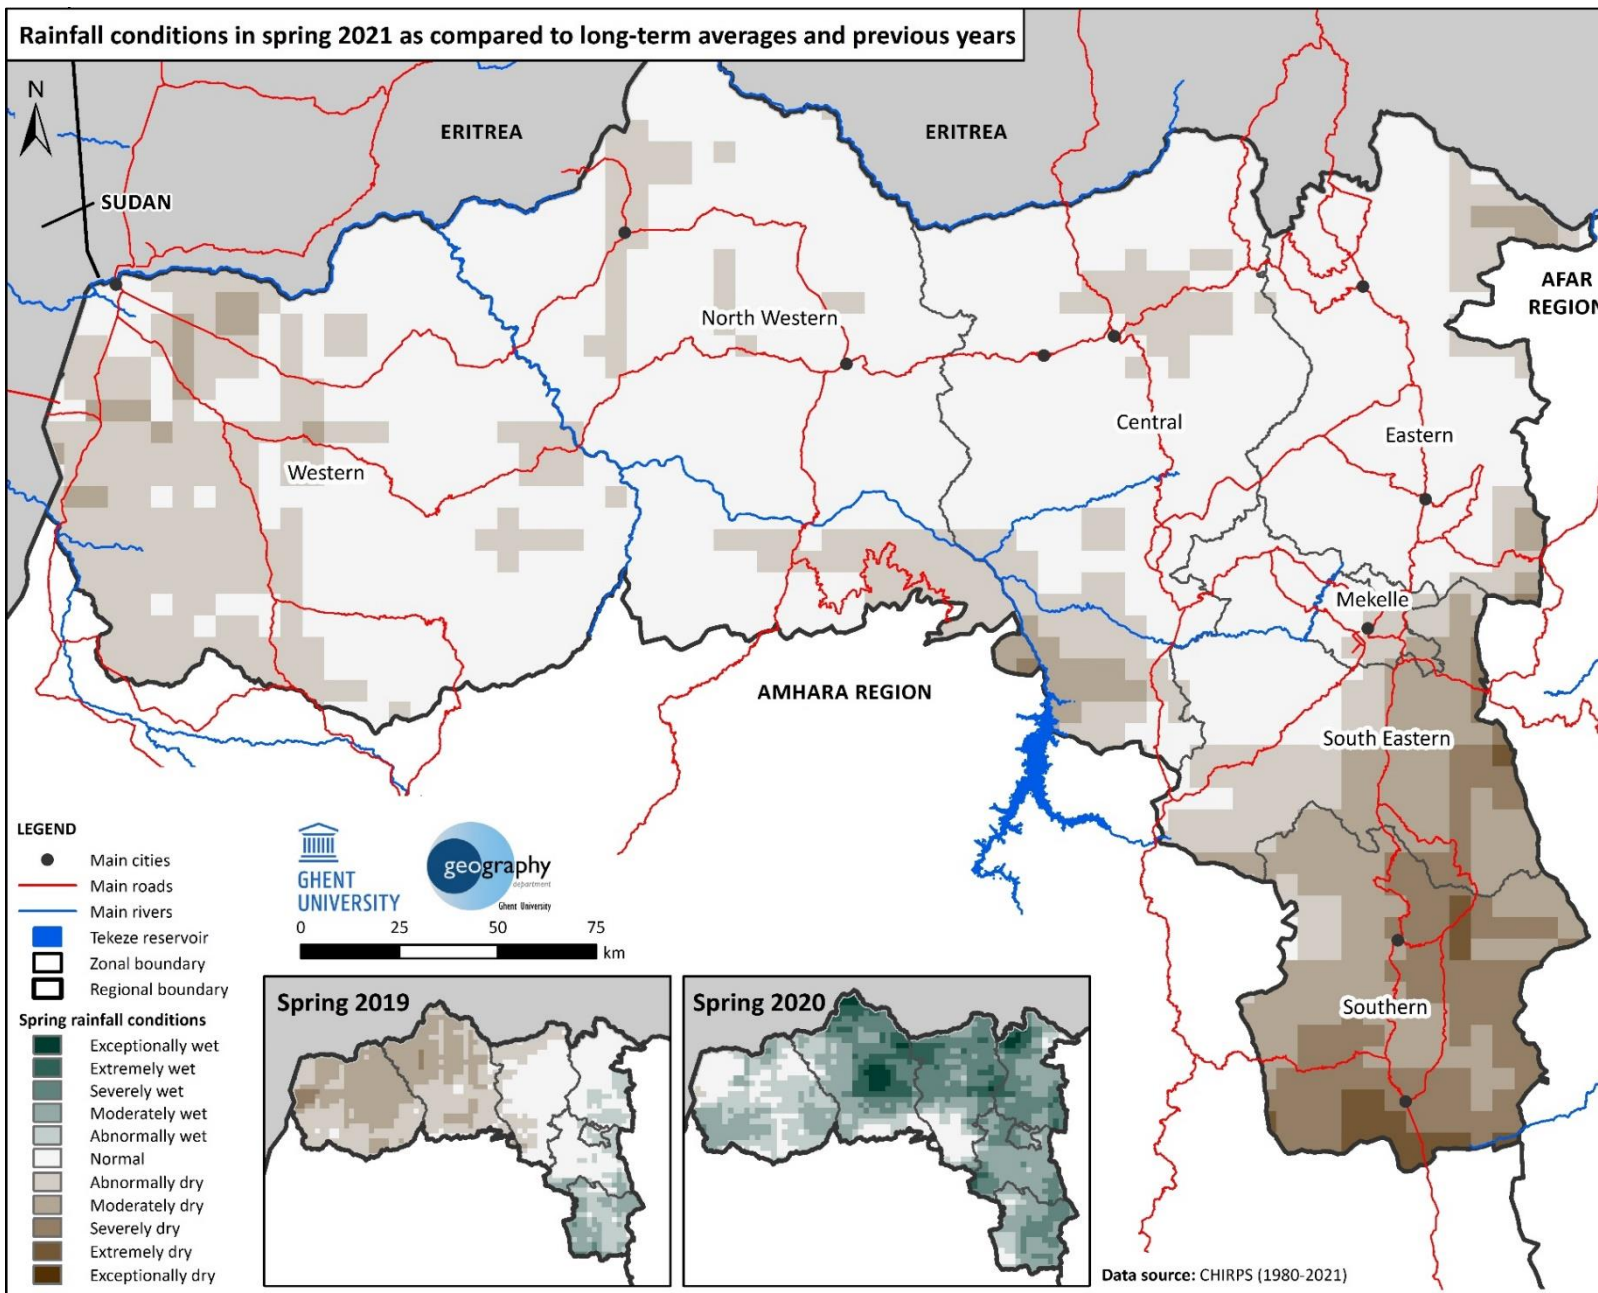 Rainfall conditions in spring 2021 as compared to long-term averages and previous years
N
ERITREA
ERITREA
SUDAN
AFAR
REGION
North Western
Central
Eastern
Western
Mekelle
AMHARA REGION
South Eastern
Southern
LEGEND
Main cities
Main roads
Main rivers
Tekeze reservoir
Zonal boundary
Regional boundary
Spring rainfall conditions
Exceptionally wet
Extremely wet
Severely wet
Moderately wet
Abnormally wet
Normal
Abnormally dry
Moderately dry
Severely dry
Extremely dry
Exceptionally dry
GHENT
UNIVERSITY
geography
department
Ghent University
0 25 50 75
km
Spring 2019
Spring 2020
Data source: CHIRPS (1980-2021)